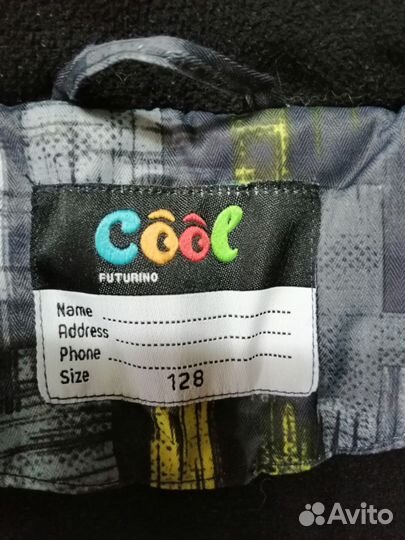 Cool
FUTURINO
Name
Address
Phone
Size 128
Avito